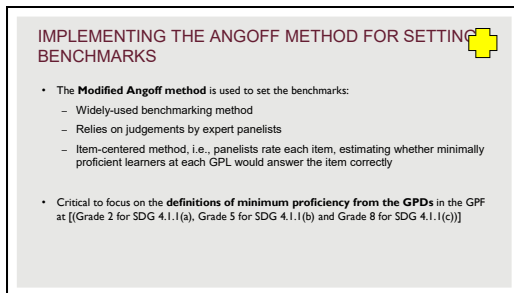 IMPLEMENTING THE ANGOFF METHOD FOR SETTING
BENCHMARKS
• The Modified Angoff method is used to set the benchmarks:
– Widely-used benchmarking method
– Relies on judgements by expert panelists
– Item-centered method, i.e., panelists rate each item, estimating whether minimally
proficient learners at each GPL would answer the item correctly
• Critical to focus on the definitions of minimum proficiency from the GPDs in the GPF
at [(Grade 2 for SDG 4.1.1(a), Grade 5 for SDG 4.1.1(b) and Grade 8 for SDG 4.1.1(c))]